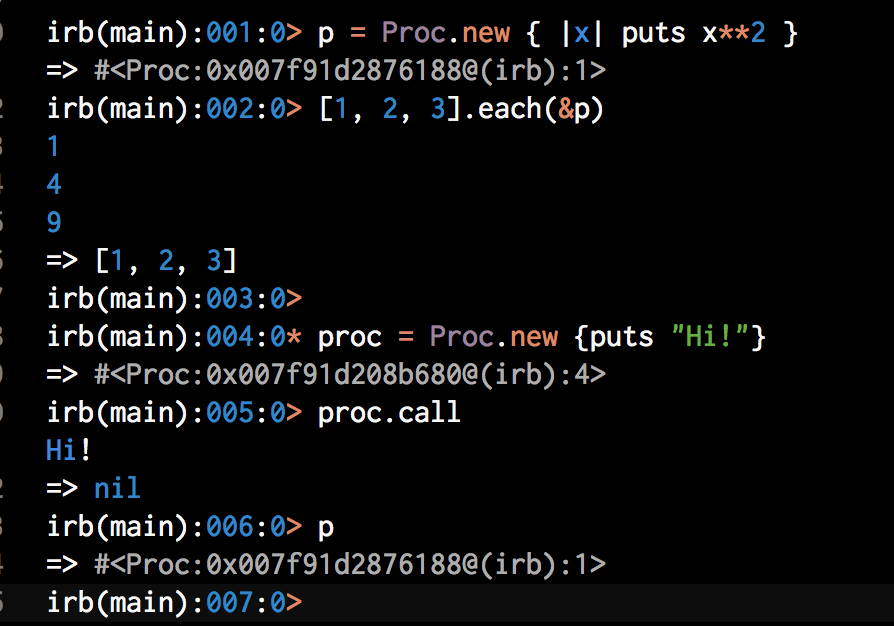 irb(main):001:0> p = Proc.new { |x| puts x**2 }
=> #<Proc:0x007f91d2876188@(irb):1>
irb(main):002:0> [1, 2, 3].each(&p)
1
4
9
=> [1, 2, 3]
irb(main):003:0>
irb(main):004:0* proc = Proc.new {puts "Hi!"}
=> #<Proc:0x007f91d208b680@(irb):4>
irb(main):005:0> proc.call
Hi!
=> nil
irb(main):006:0> p
=> #<Proc:0x007f91d2876188@(irb):1>
irb(main):007:0>